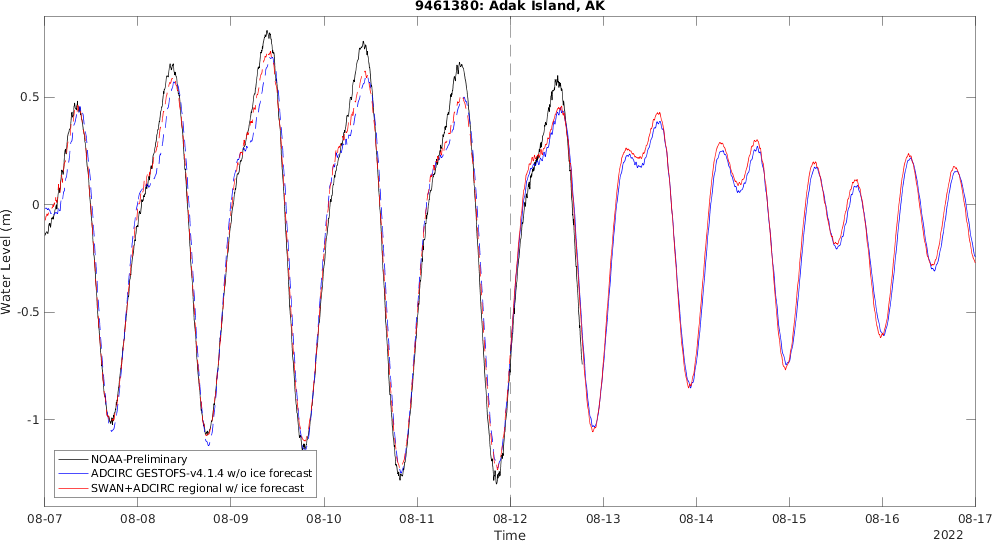 9461380: Adak Island, AK
Water Level (m)
0.5
0
-0.5
-1
NOAA-Preliminary
ADCIRC GESTOFS-v4.1.4 w/o ice forecast
SWAN+ADCIRC regional w/ ice forecast
08-07 08-08 08-09 08-10 08-11 08-12 08-13 08-14 08-15 08-16 08-17
Time
2022